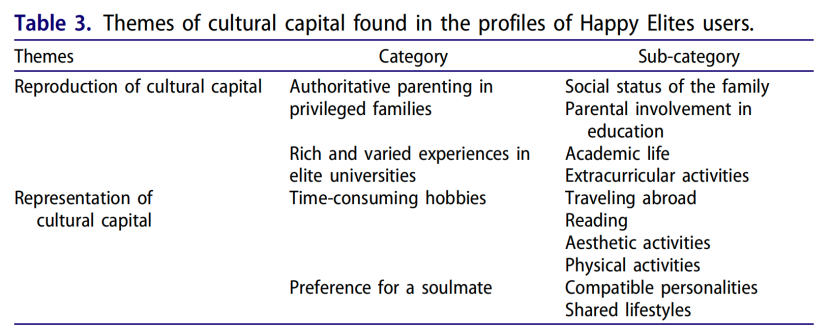 Table 3. Themes of cultural capital found in the profiles of Happy Elites users.
Themes Category Sub-category
Reproduction of cultural capital Authoritative parenting in Social status of the family
privileged families Parental involvement in
education
Rich and varied experiences in Academic life
elite universities Extracurricular activities
Representation of Time-consuming hobbies Traveling abroad
cultural capital Reading
Aesthetic activities
Physical activities
Preference for a soulmate Compatible personalities
Shared lifestyles